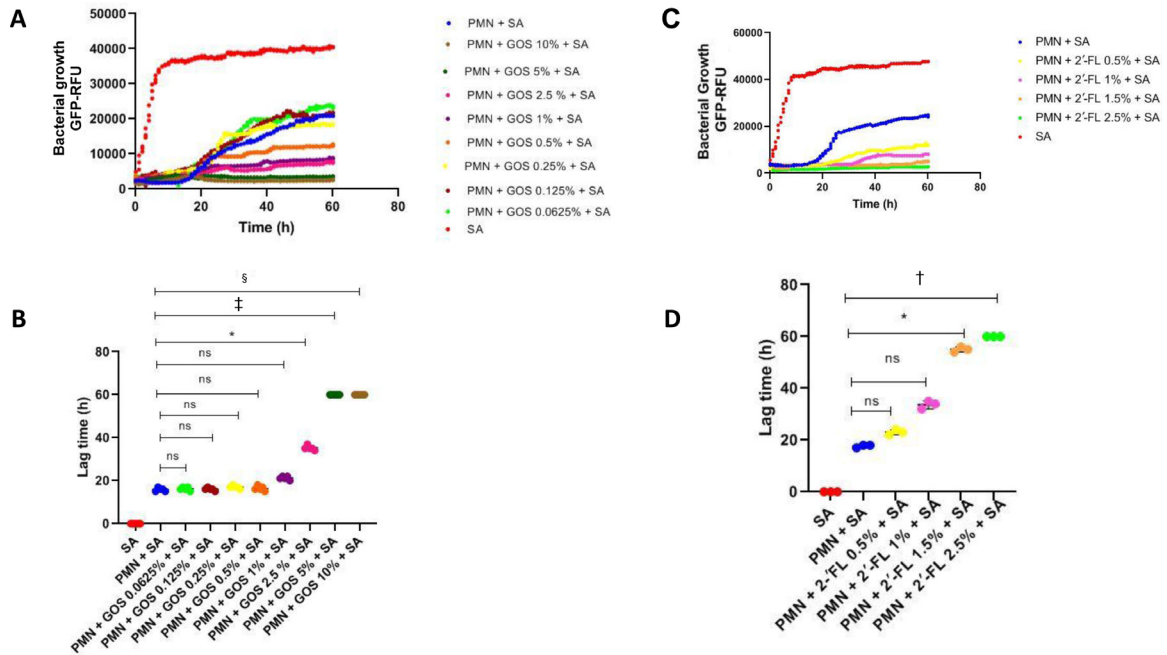 A
Bacterial growth
GFP-RFU
50000
40000
30000
20000
10000
0
0 20 40 60 80
Time (h)
PMN + SA
PMN + GOS 10% + SA
PMN + GOS 5% + SA
PMN + GOS 2.5 % + SA
PMN + GOS 1% + SA
PMN + GOS 0.5% + SA
PMN + GOS 0.25% + SA
PMN + GOS 0.125% + SA
PMN + GOS 0.0625% + SA
SA
C
Bacterial Growth
GFP-RFU
60000
40000
20000
0
0 20 40 60 80
Time (h)
PMN + SA
PMN + 2′-FL 0.5% + SA
PMN + 2′-FL 1% + SA
PMN + 2′-FL 1.5% + SA
PMN + 2′-FL 2.5% + SA
SA
B
Lag time (h)
80
60
40
20
0
§
‡
*
ns
ns
ns
ns
ns
SA
PMN + SA
PMN + GOS 0.0625% + SA
PMN + GOS 0.125% + SA
PMN + GOS 0.25% + SA
PMN + GOS 0.5% + SA
PMN + GOS 1% + SA
PMN + GOS 2.5 % + SA
PMN + GOS 5% + SA
PMN + GOS 10% + SA
D
Lag time (h)
80
60
40
20
0
†
*
ns
ns
SA
PMN + SA
PMN + 2-′FL 0.5% + SA
PMN + 2′-FL 1% + SA
PMN + 2′-FL 1.5% + SA
PMN + 2′-FL 2.5% + SA